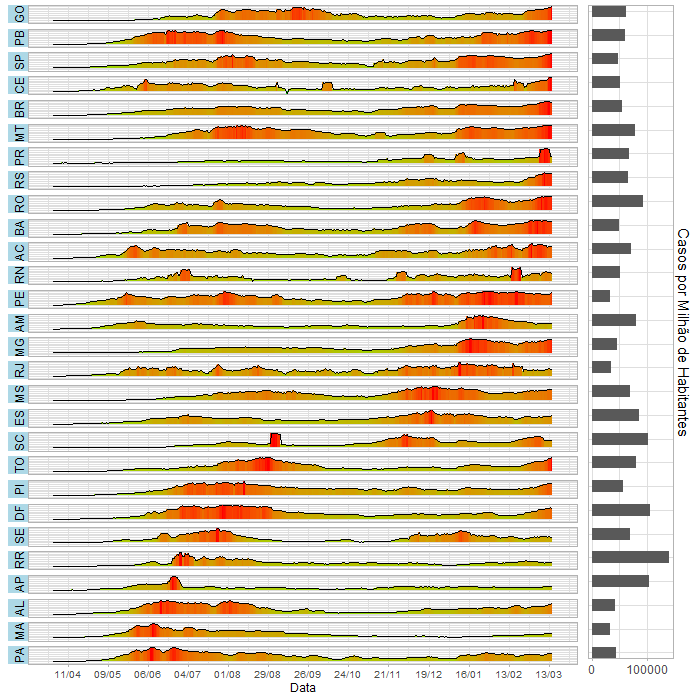 GO
PB
SP
CE
BR
MT
PR
RS
RO
BA
AC
RN
PE
AM
MG
RJ
MS
ES
SC
TO
PI
DF
SE
RR
AP
AL
MA
PA
11/04 09/05 06/06 04/07 01/08 29/08 26/09 24/10 21/11 19/12 16/01 13/02 13/03
Data
0 100000
Casos por Milhão de Habitantes